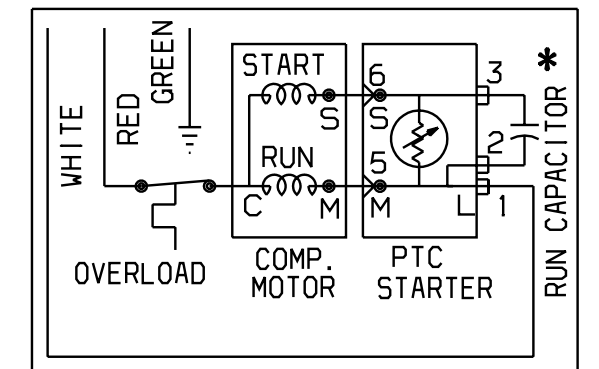 WHITE
RED
GREEN
START
RUN
S
C
M
6
S
5
M
3
2
L
1
*
RUN CAPACITOR
OVERLOAD
COMP.
MOTOR
PTC
STARTER